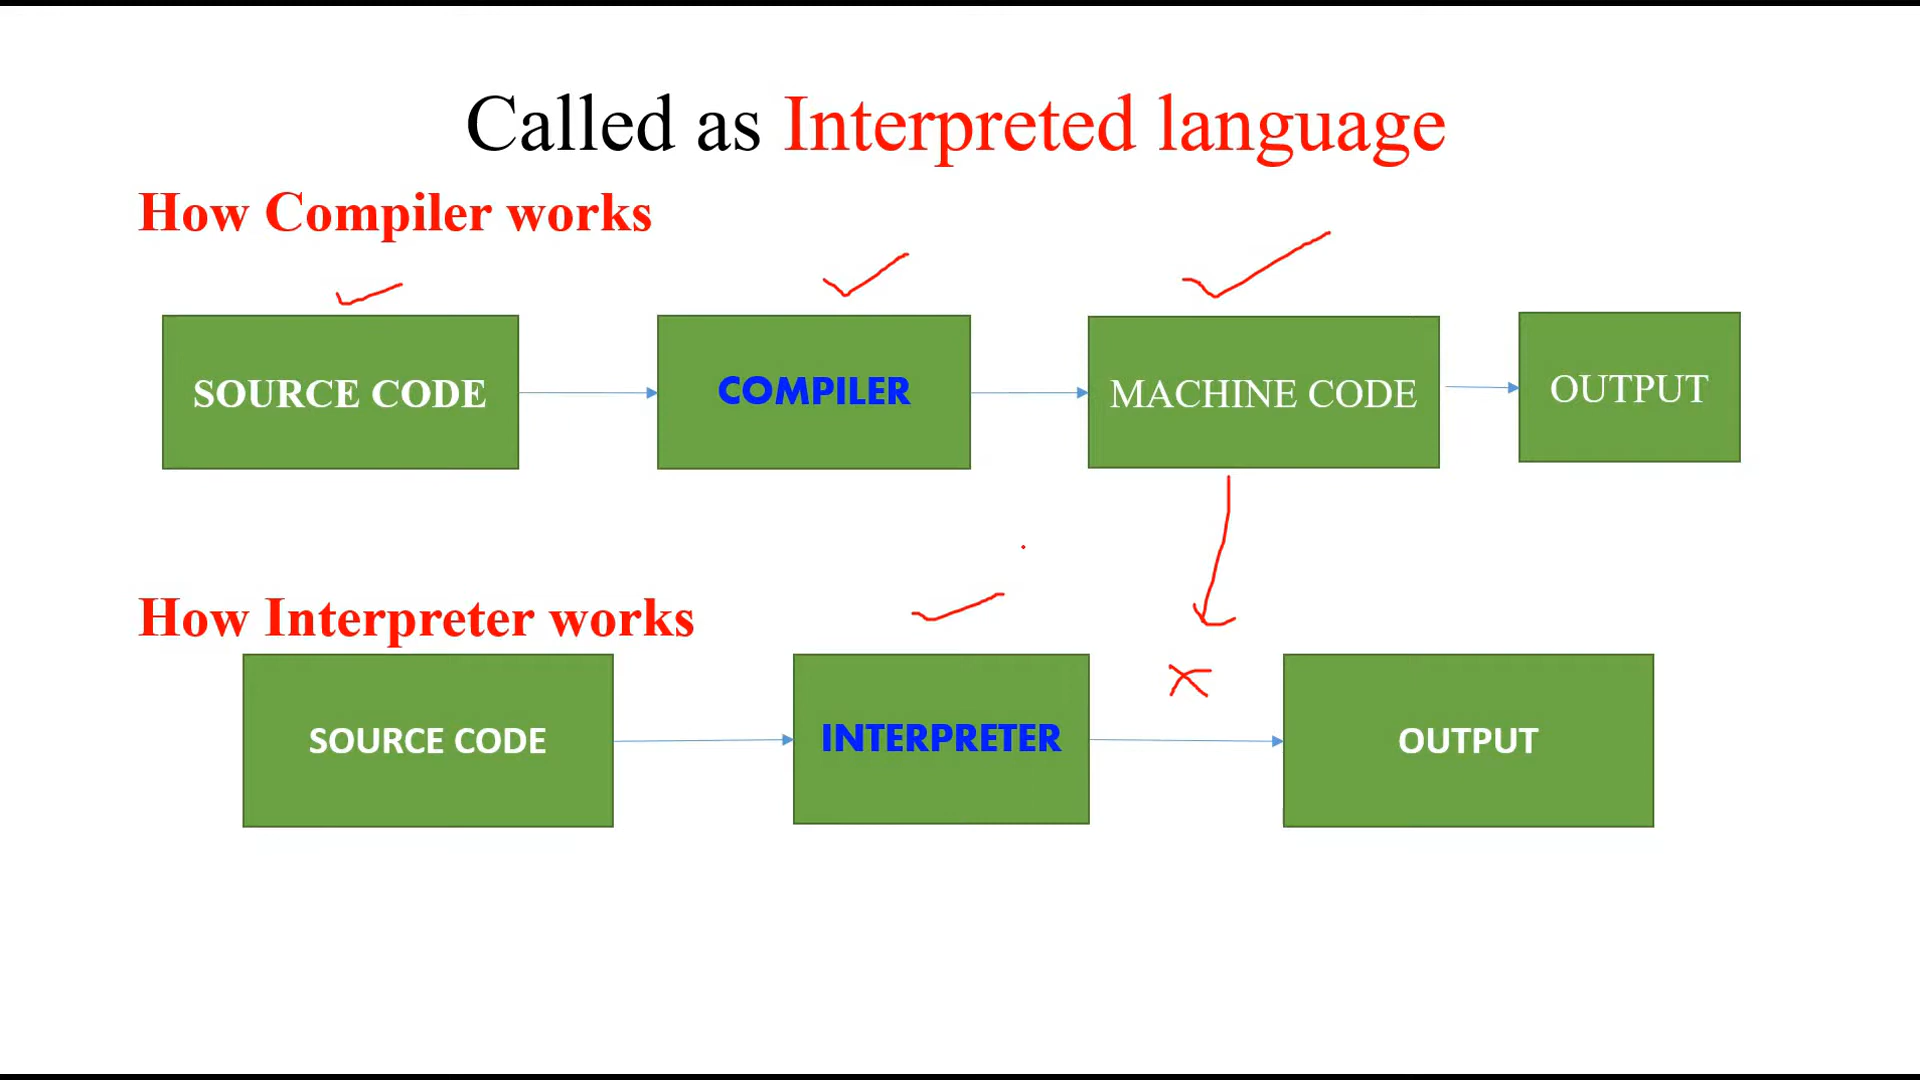 Called as Interpreted language
How Compiler works
SOURCE CODE
COMPILER
MACHINE CODE
OUTPUT
How Interpreter works
SOURCE CODE
INTERPRETER
OUTPUT